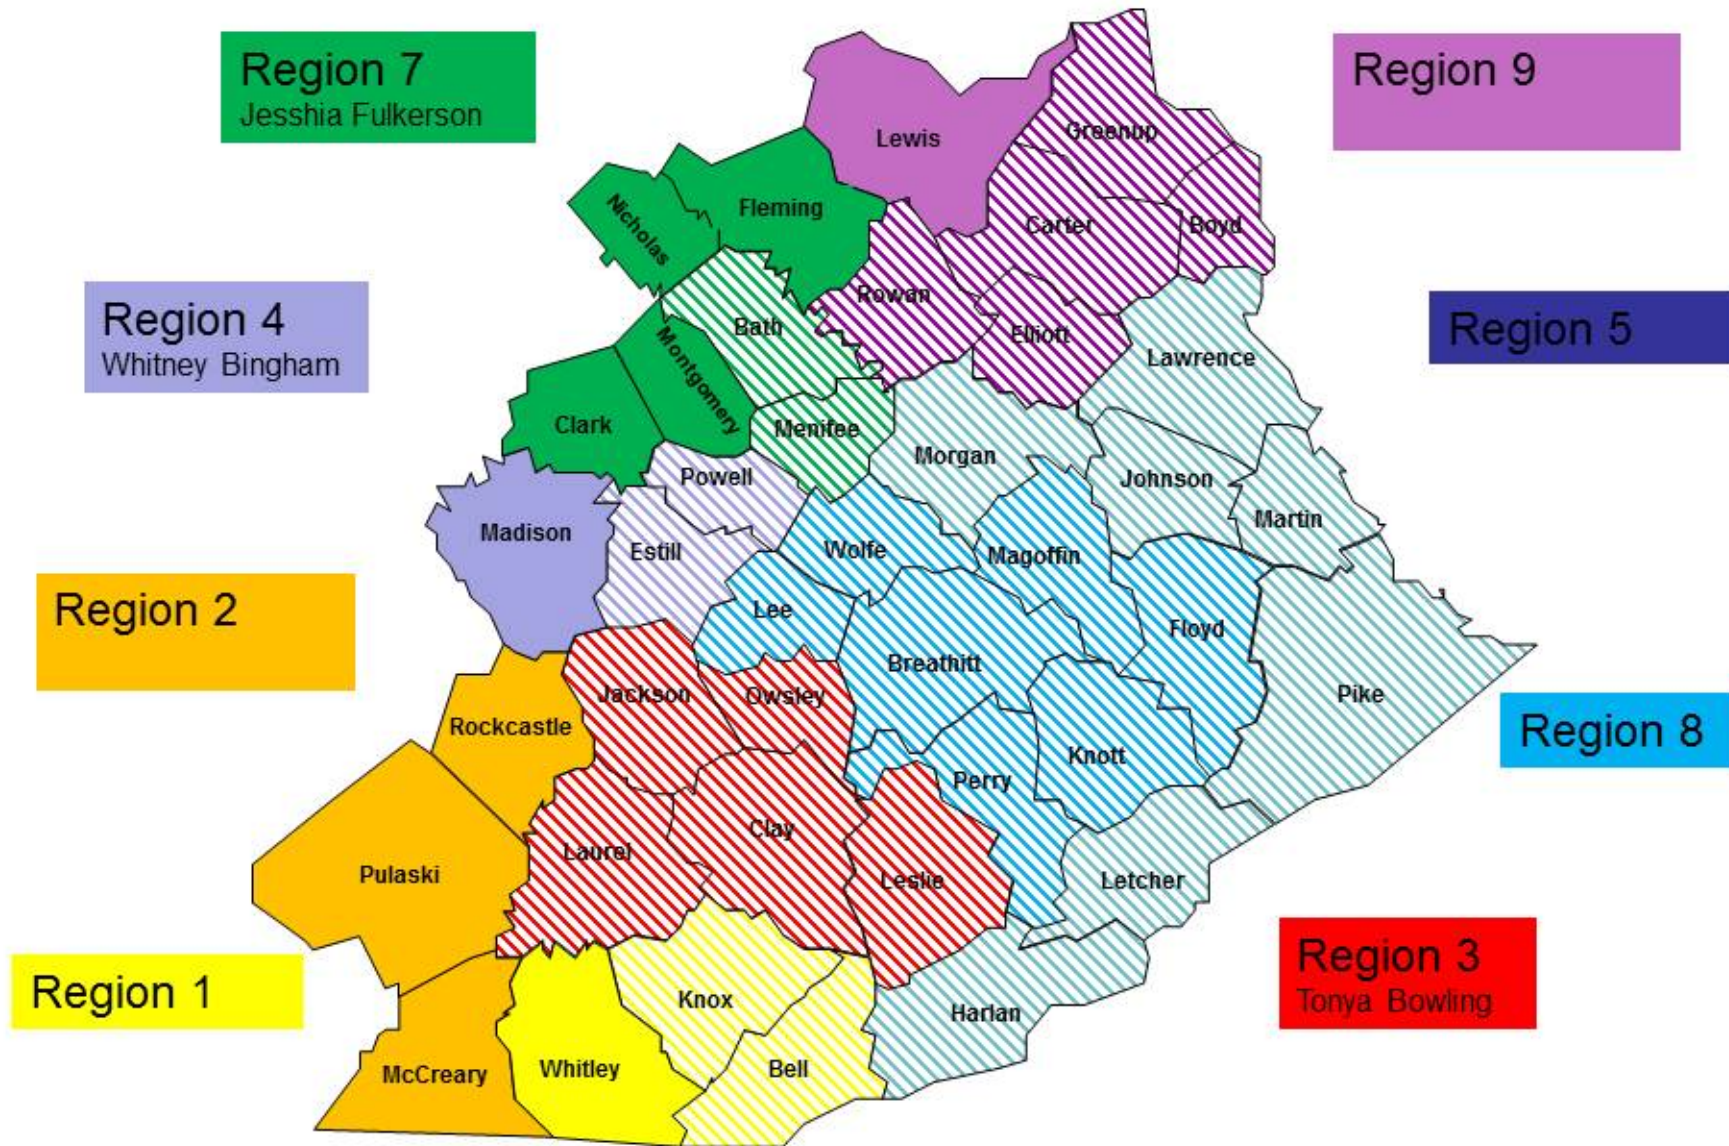 Region 7
Jesshia Fulkerson
Region 9
Lewis
Greenup
Fleming
Nicholas
Carter
Boyd
Rowan
Region 4
Whitney Bingham
Bath
Elliott
Region 5
Montgomery
Lawrence
Clark
Menifee
Morgan
Powell
Johnson
Madison
Martin
Estill
Wolfe
Magoffin
Region 2
Lee
Floyd
Breathitt
Jackson
Owsley
Pike
Rockcastle
Region 8
Knott
Perry
Clay
Laurel
Pulaski
Leslie
Letcher
Region 3
Tonya Bowling
Region 1
Knox
Harlan
Whitley
Bell
McCreary